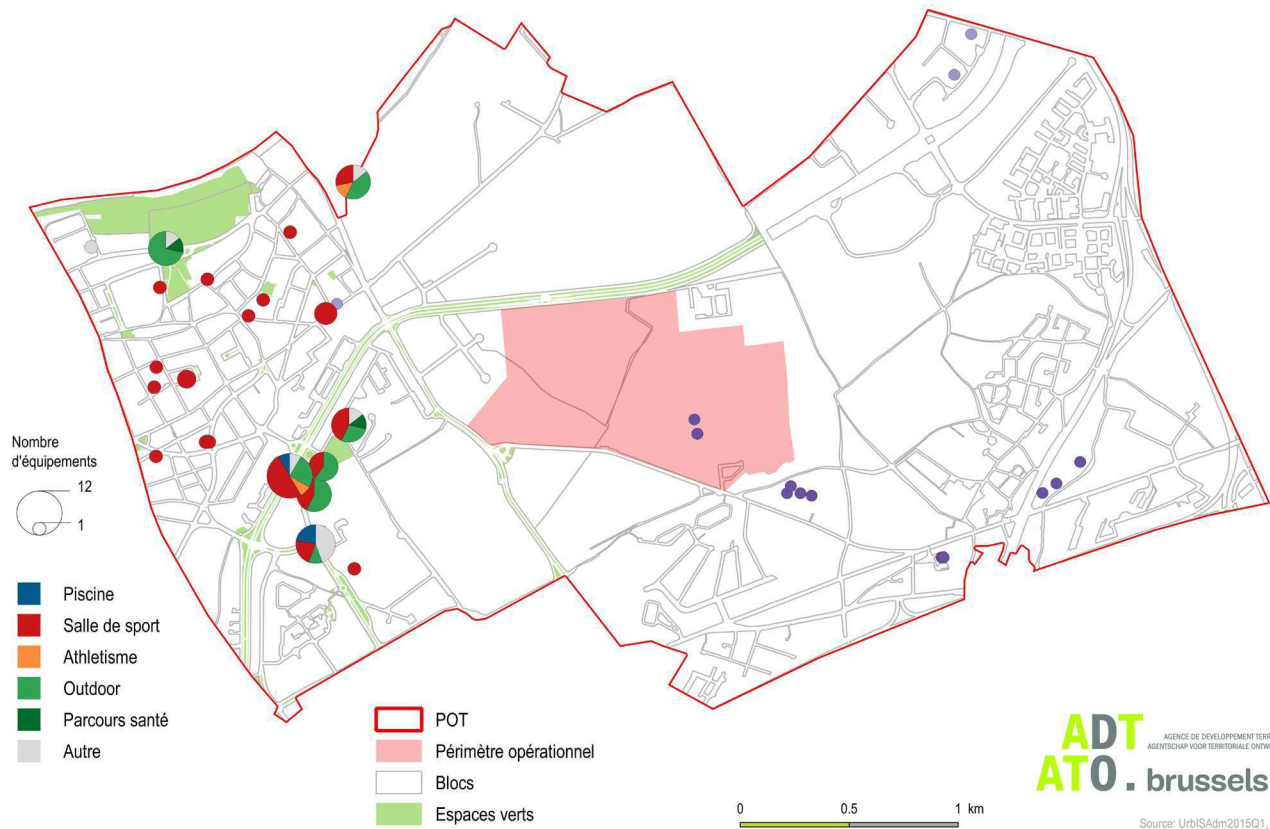 Nombre
d'équipements
12
1
Piscine
Salle de sport
Athletisme
Outdoor
Parcours santé
Autre
POT
Périmètre opérationnel
Blocs
Espaces verts
0 0.5 1 km
ADT
ATO. brussels
AGENCE DE DEVELOPPEMENT TERR
AGENTSCHAP VOOR TERRITORIALE ONTWI
Source: UrbISAdm2015Q1,